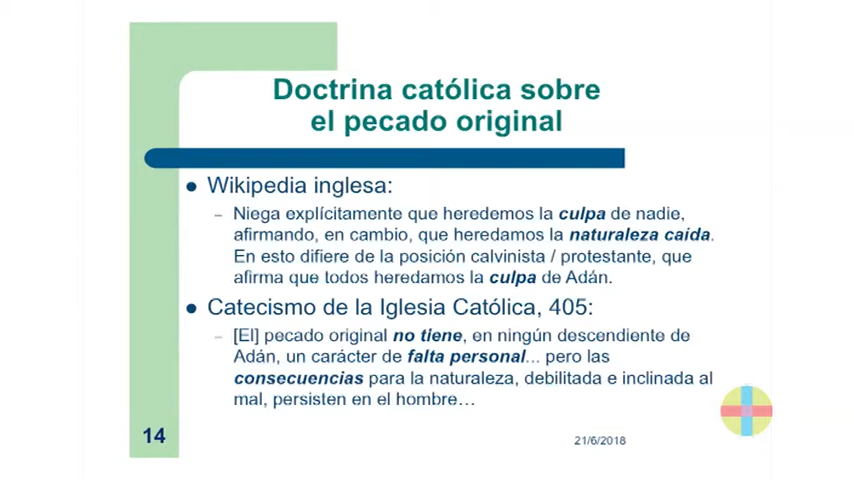 Doctrina católica sobre
el pecado original
● Wikipedia inglesa:
– Niega explícitamente que heredemos la culpa de nadie,
afirmando, en cambio, que heredamos la naturaleza caída.
En esto difiere de la posición calvinista / protestante, que
afirma que todos heredamos la culpa de Adán.
● Catecismo de la Iglesia Católica, 405:
– [El] pecado original no tiene, en ningún descendiente de
Adán, un carácter de falta personal... pero las
consecuencias para la naturaleza, debilitada e inclinada al
mal, persisten en el hombre…
14
21/6/2018